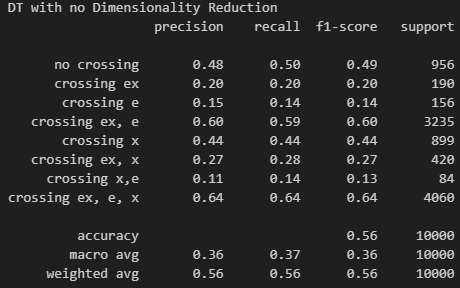 DT with no Dimensionality Reduction
precision recall f1-score support
no crossing 0.48 0.50 0.49 956
crossing ex 0.20 0.20 0.20 190
crossing e 0.15 0.14 0.14 156
crossing ex, e 0.60 0.59 0.60 3235
crossing x 0.44 0.44 0.44 899
crossing ex, x 0.27 0.28 0.27 420
crossing x,e 0.11 0.14 0.13 84
crossing ex, e, x 0.64 0.64 0.64 4060
accuracy 0.56 10000
macro avg 0.36 0.37 0.36 10000
weighted avg 0.56 0.56 0.56 10000